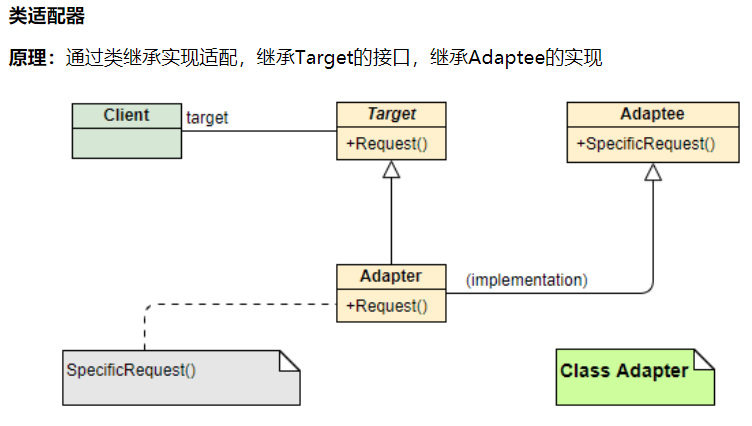 类适配器
原理：通过类继承实现适配，继承Target的接口，继承Adaptee的实现
Client
target
Target
+Request()
Adaptee
+SpecificRequest()
Adapter
+Request()
(implementation)
SpecificRequest()
Class Adapter